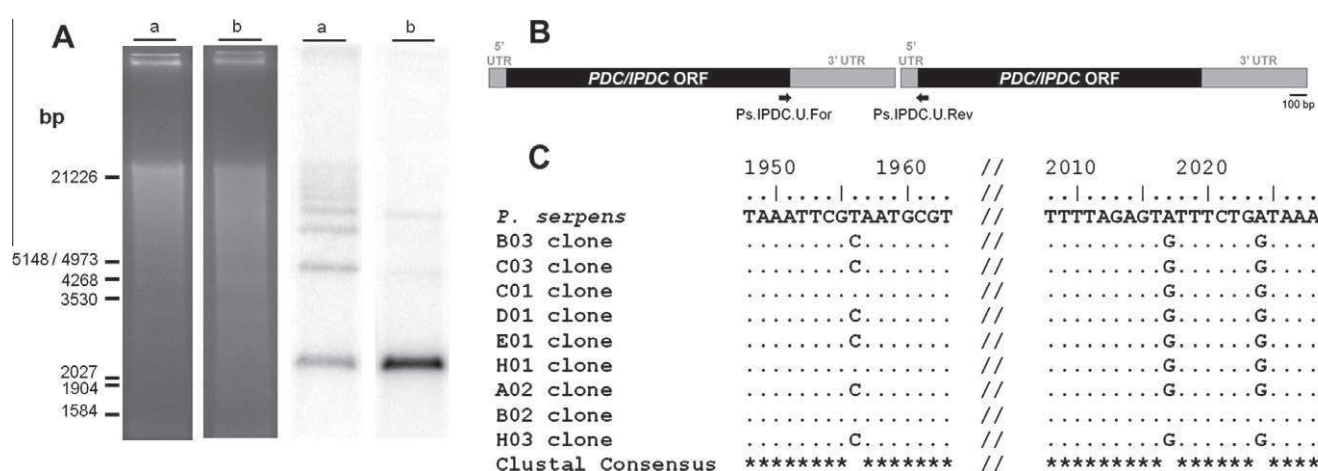 A
a b a b
bp
21226
5148 / 4973
4268
3530
2027
1904
1584
B
5' UTR 3' UTR 5' UTR 3' UTR
PDC/IPDC ORF PDC/IPDC ORF
Ps.IPDC.U.For Ps.IPDC.U.Rev 100 bp
C
1950 1960 // 2010 2020
//
P. serpens TAAATTCGTAATGCGT // TTTTAGAGTATTTCTGATAAA
B03 clone ........C....... // .........G......G....
C03 clone ........C....... // .........G......G....
C01 clone ................ // .........G......G....
D01 clone ........C....... // .........G......G....
E01 clone ........C....... // .........G......G....
H01 clone ................ // .........G......G....
A02 clone ........C....... // .........G......G....
B02 clone ................ // .....................
H03 clone ........C....... // .........G......G....
Clustal Consensus ******** ******* // ********* ****** ****